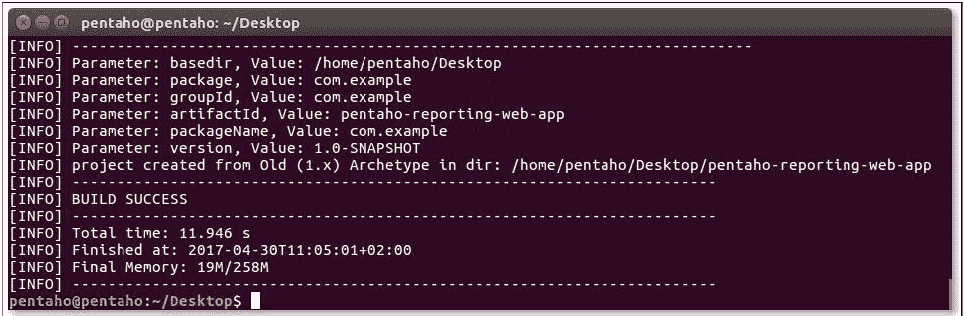 pentaho@pentaho: ~/Desktop
[INFO] ---------------------------------------------------------------------------
[INFO] Parameter: basedir, Value: /home/pentaho/Desktop
[INFO] Parameter: package, Value: com.example
[INFO] Parameter: groupId, Value: com.example
[INFO] Parameter: artifactId, Value: pentaho-reporting-web-app
[INFO] Parameter: packageName, Value: com.example
[INFO] Parameter: version, Value: 1.0-SNAPSHOT
[INFO] project created from Old (1.x) Archetype in dir: /home/pentaho/Desktop/pentaho-reporting-web-app
[INFO] ------------------------------------------------------------------------
[INFO] BUILD SUCCESS
[INFO] ------------------------------------------------------------------------
[INFO] Total time: 11.946 s
[INFO] Finished at: 2017-04-30T11:05:01+02:00
[INFO] Final Memory: 19M/258M
[INFO] ------------------------------------------------------------------------
pentaho@pentaho:~/Desktop$